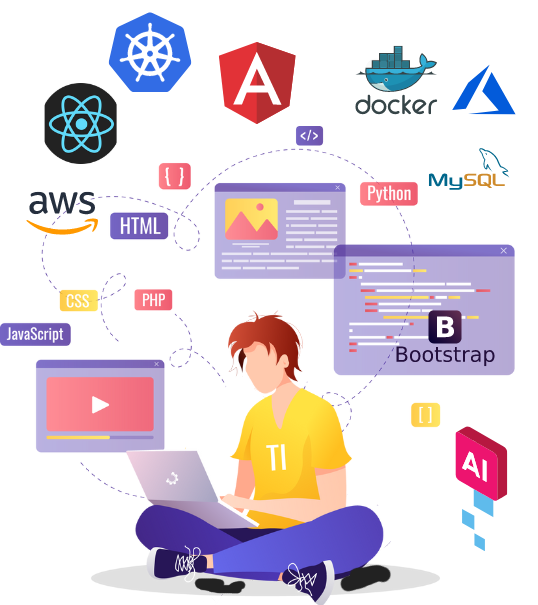 A
docker
</>
{ }
Python
MySQL
aws
HTML
CSS
PHP
JavaScript
B
Bootstrap
[ ]
TI
AI